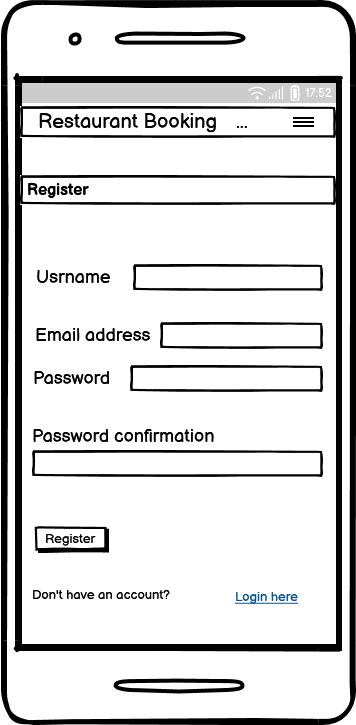 17:52
Restaurant Booking ...
Register
Usrname
Email address
Password
Password confirmation
Register
Don't have an account? Login here